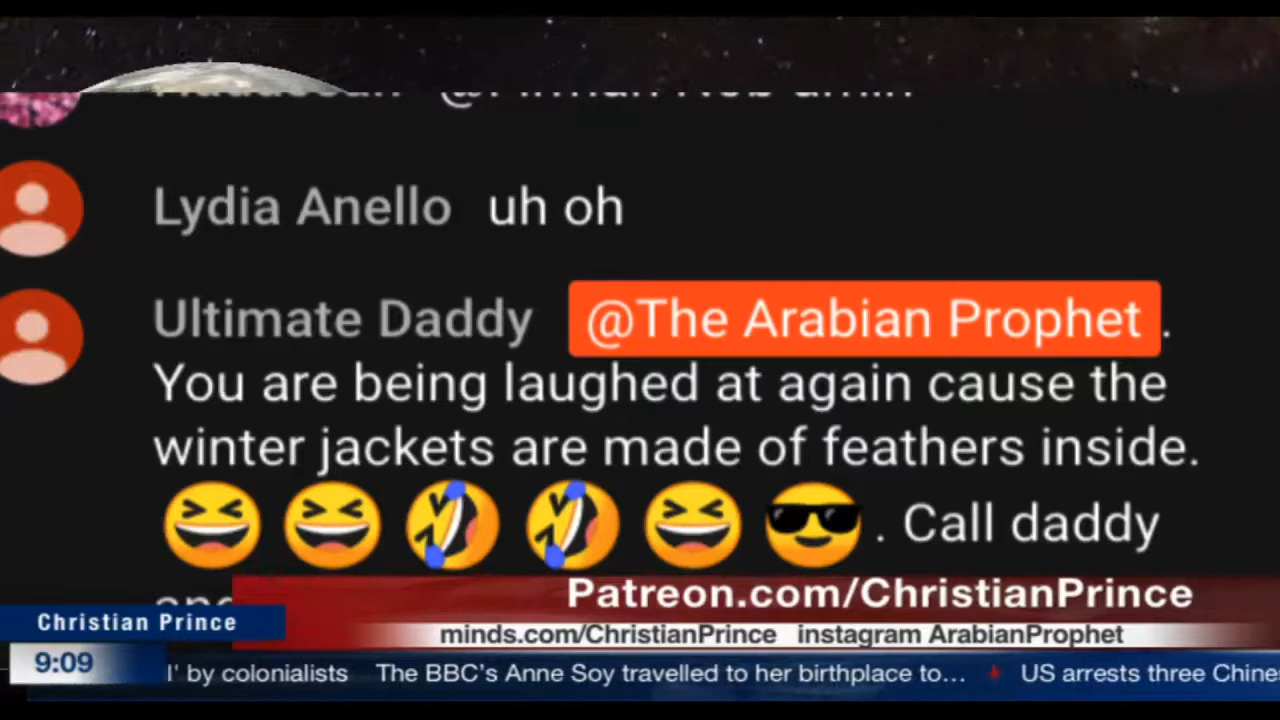 Lydia Anello uh oh
Ultimate Daddy @The Arabian Prophet.
You are being laughed at again cause the
winter jackets are made of feathers inside.
😆😆🤣🤣😆😎. Call daddy
Patreon.com/ChristianPrince
Christian Prince
minds.com/ChristianPrince instagram ArabianProphet
9:09
l' by colonialists The BBC's Anne Soy travelled to her birthplace to... US arrests three Chine